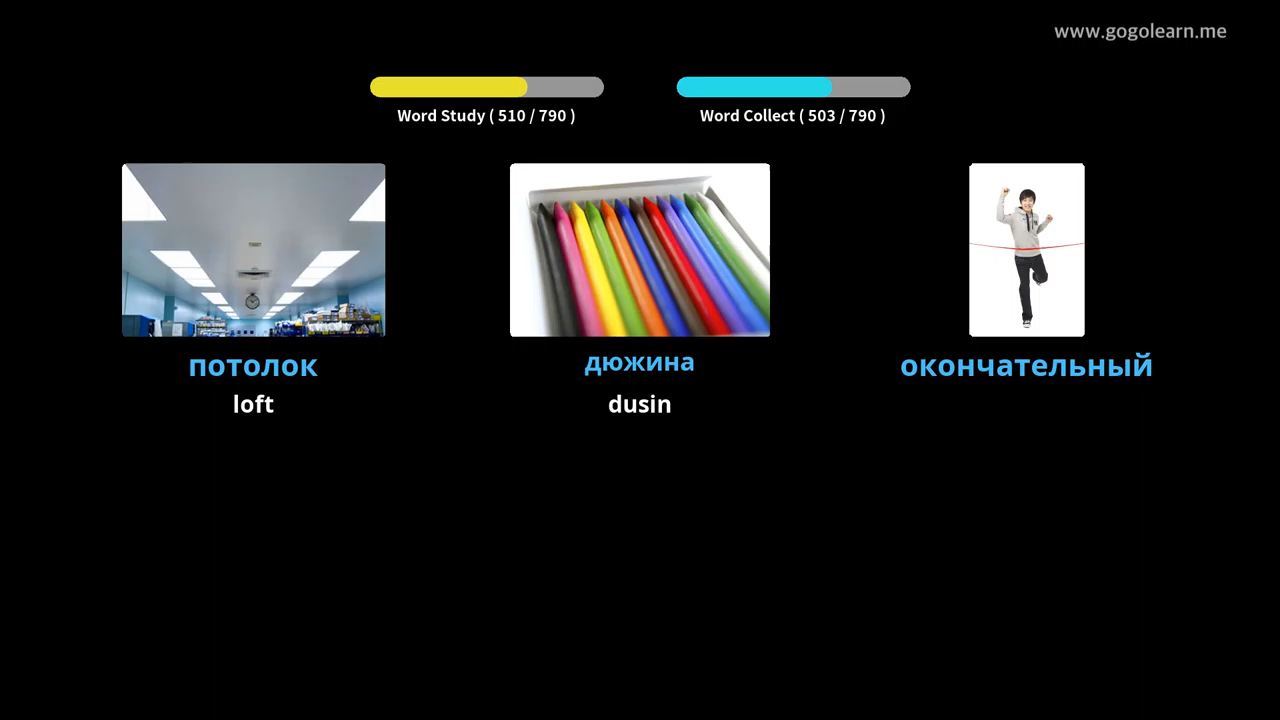 www.gogolearn.me
Word Study ( 510 / 790 )
Word Collect ( 503 / 790 )
потолок
дюжина
окончательный
loft
dusin